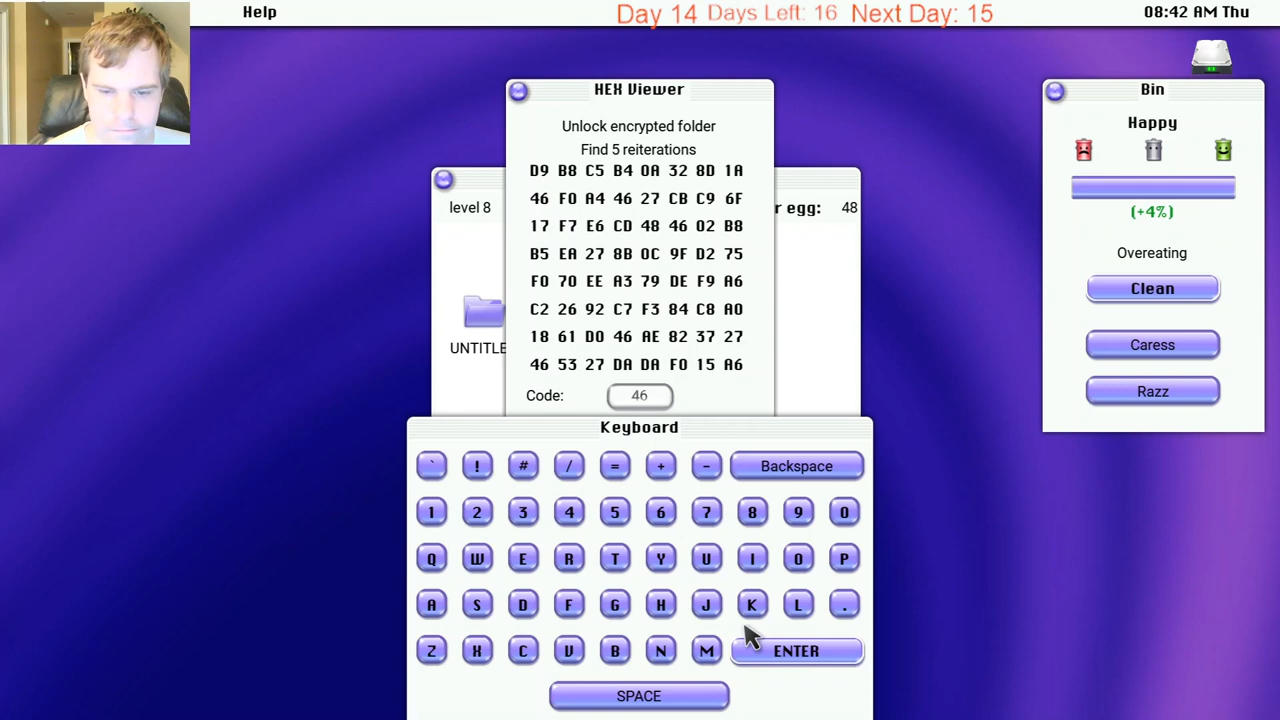 Help
Day 14 Days Left: 16 Next Day: 15
08:42 AM Thu
HEX Viewer
Unlock encrypted folder
Find 5 reiterations
D9 B8 C5 B4 0A 32 8D 1A
46 F0 A4 46 27 CB C9 6F
17 F7 E6 CD 48 46 02 B8
B5 EA 27 8B 0C 9F D2 75
F0 70 EE A3 79 DE F9 A6
C2 26 92 C7 F3 84 C8 A0
18 61 D0 46 AE 82 37 27
46 53 27 DA DA F0 15 A6
Code: 46
level 8
r egg: 48
UNTITLE
Bin
Happy
(+4%)
Overeating
Clean
Caress
Razz
Keyboard
` ! # / = + - Backspace
1 2 3 4 5 6 7 8 9 0
Q W E R T Y U I O P
A S D F G H J K L .
Z X C V B N M ENTER
SPACE